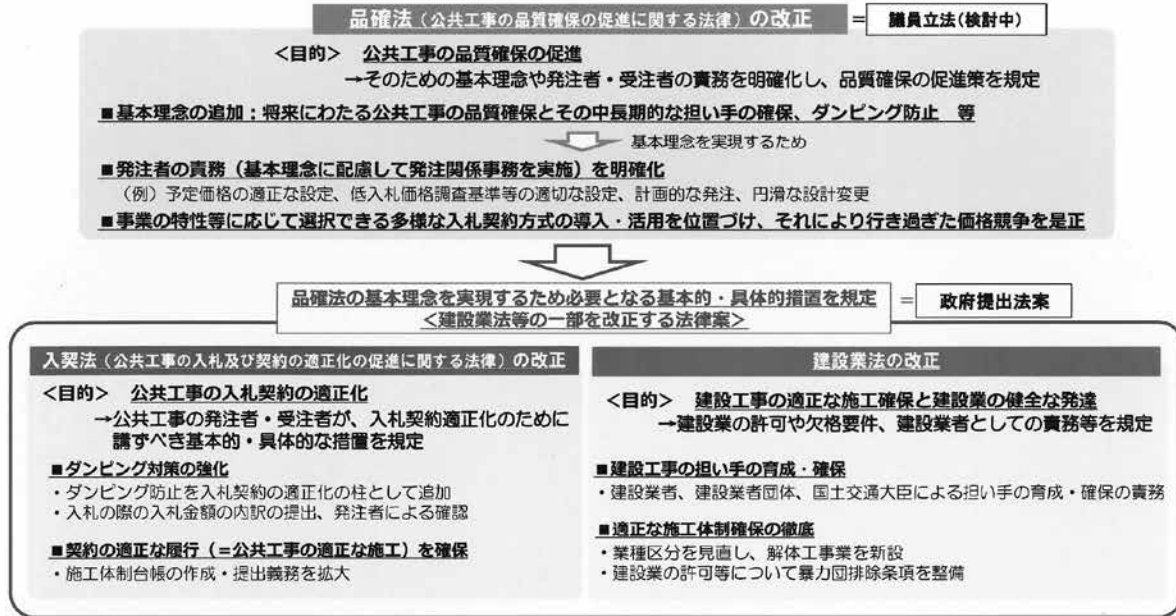 品確法（公共工事の品質確保の促進に関する法律）の改正
＝
議員立法(検討中)
＜目的＞　公共工事の品質確保の促進
→そのための基本理念や発注者・受注者の責務を明確化し、品質確保の促進策を規定
■基本理念の追加：将来にわたる公共工事の品質確保とその中長期的な担い手の確保、ダンピング防止　等
基本理念を実現するため
■発注者の責務（基本理念に配慮して発注関係事務を実施）を明確化
（例）予定価格の適正な設定、低入札価格調査基準等の適切な設定、計画的な発注、円滑な設計変更
■事業の特性等に応じて選択できる多様な入札契約方式の導入・活用を位置づけ、それにより行き過ぎた価格競争を是正
品確法の基本理念を実現するため必要となる基本的・具体的措置を規定
＜建設業法等の一部を改正する法律案＞
＝
政府提出法案
入契法（公共工事の入札及び契約の適正化の促進に関する法律）の改正
＜目的＞　公共工事の入札契約の適正化
→公共工事の発注者・受注者が、入札契約適正化のために
講ずべき基本的・具体的な措置を規定
■ダンピング対策の強化
・ダンピング防止を入札契約の適正化の柱として追加
・入札の際の入札金額の内訳の提出、発注者による確認
■契約の適正な履行（＝公共工事の適正な施工）を確保
・施工体制台帳の作成・提出義務を拡大
建設業法の改正
＜目的＞　建設工事の適正な施工確保と建設業の健全な発達
→建設業の許可や欠格要件、建設業者としての責務等を規定
■建設工事の担い手の育成・確保
・建設業者、建設業者団体、国土交通大臣による担い手の育成・確保の責務
■適正な施工体制確保の徹底
・業種区分を見直し、解体工事業を新設
・建設業の許可等について暴力団排除条項を整備